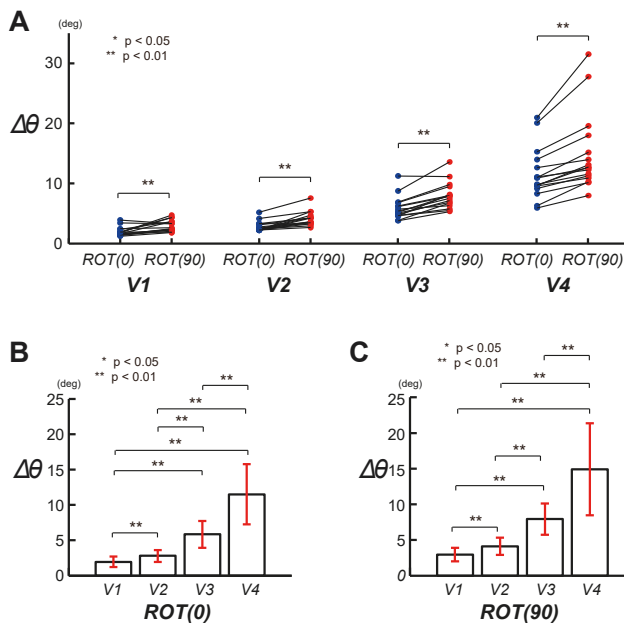 A
(deg)
* p < 0.05
** p < 0.01
**
**
**
**
30
20
10
0
Δθ
ROT(0) ROT(90) ROT(0) ROT(90) ROT(0) ROT(90) ROT(0) ROT(90)
V1 V2 V3 V4
B
* p < 0.05
** p < 0.01
(deg)
25
20
15
10
5
0
Δθ
**
**
**
**
**
**
V1 V2 V3 V4
ROT(0)
C
* p < 0.05
** p < 0.01
(deg)
25
20
15
10
5
0
Δθ
**
**
**
**
**
**
V1 V2 V3 V4
ROT(90)